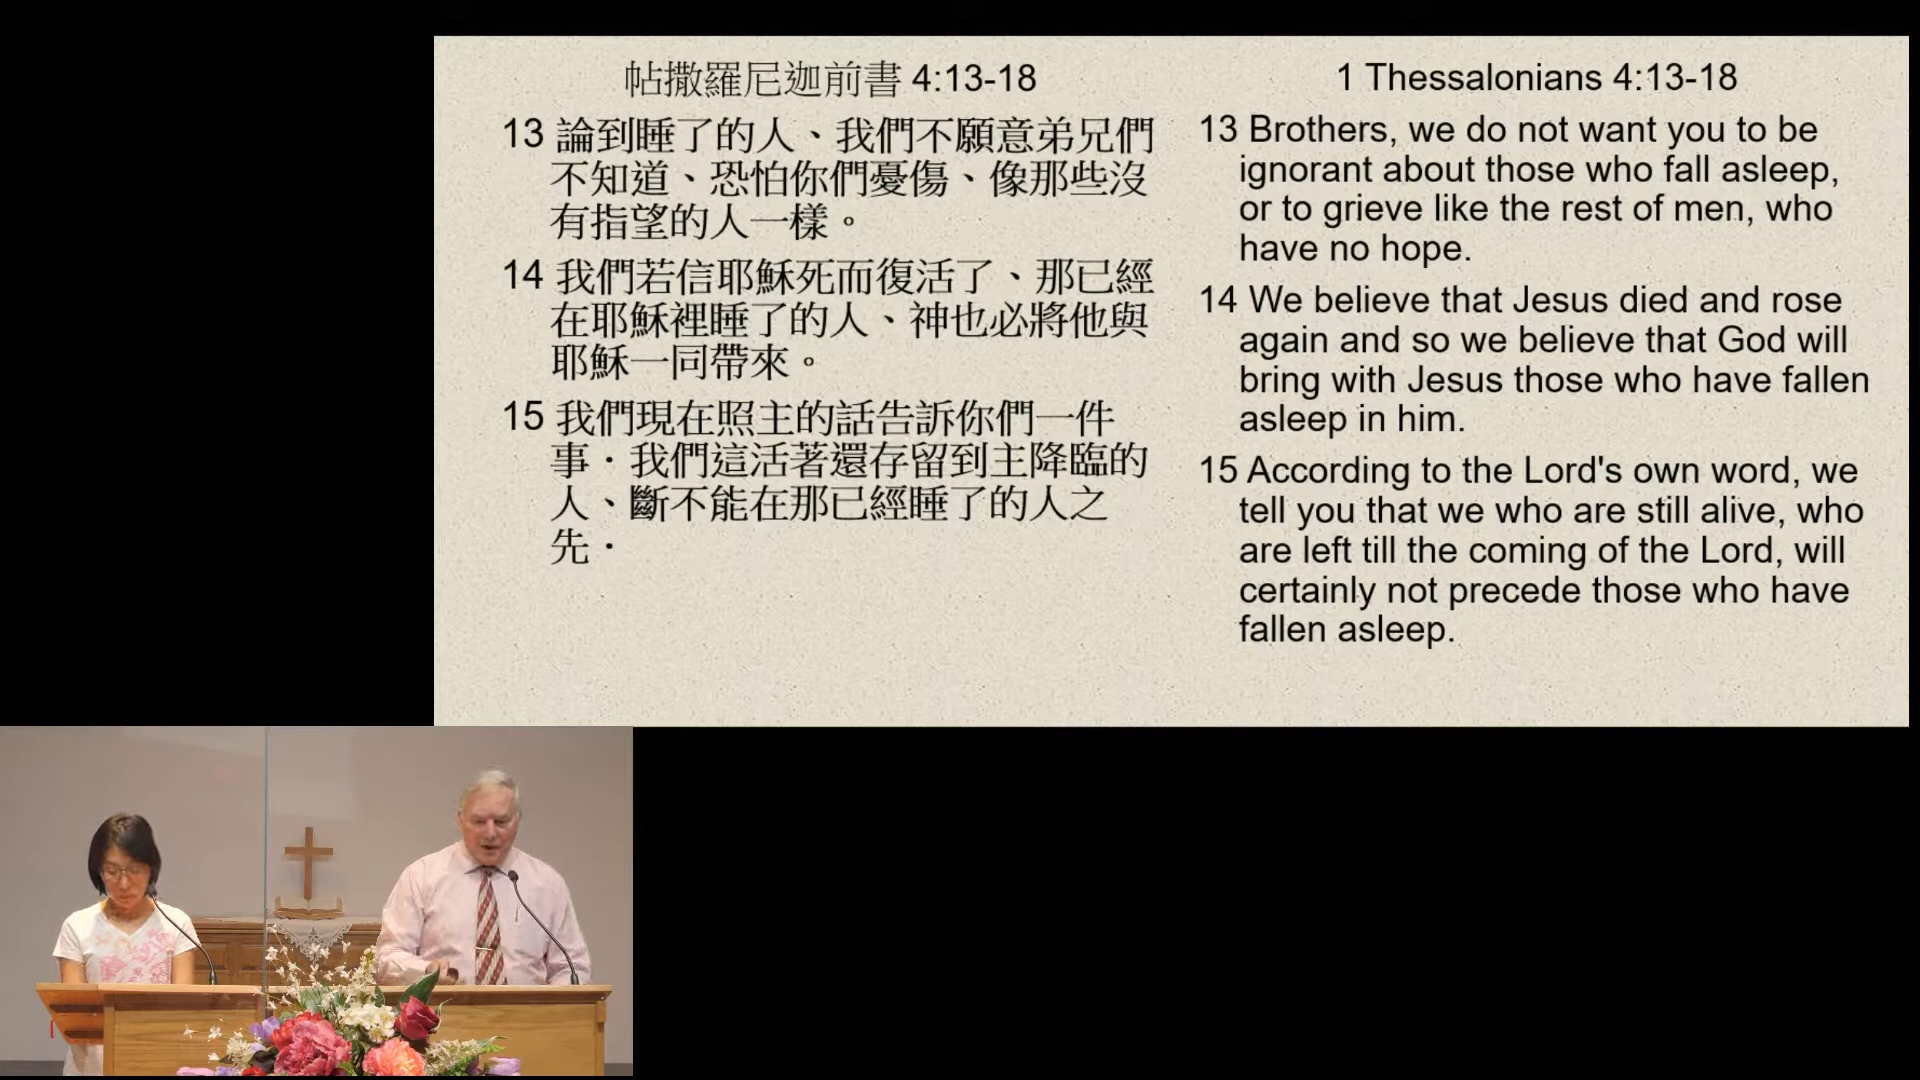 帖撒羅尼迦前書 4:13-18
13 論到睡了的人、我們不願意弟兄們
不知道、恐怕你們憂傷、像那些沒
有指望的人一樣。
14 我們若信耶穌死而復活了、那已經
在耶穌裡睡了的人、神也必將他與
耶穌一同帶來。
15 我們現在照主的話告訴你們一件
事．我們這活著還存留到主降臨的
人、斷不能在那已經睡了的人之
先．
1 Thessalonians 4:13-18
13 Brothers, we do not want you to be
ignorant about those who fall asleep,
or to grieve like the rest of men, who
have no hope.
14 We believe that Jesus died and rose
again and so we believe that God will
bring with Jesus those who have fallen
asleep in him.
15 According to the Lord's own word, we
tell you that we who are still alive, who
are left till the coming of the Lord, will
certainly not precede those who have
fallen asleep.